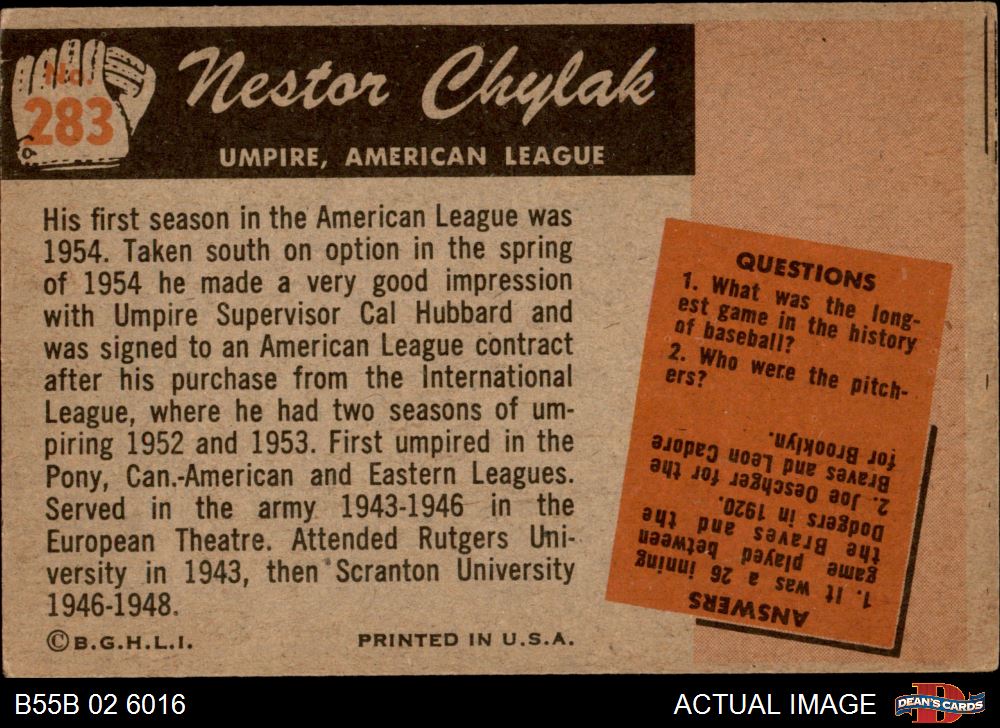 No.
283
Nestor Chylak
UMPIRE, AMERICAN LEAGUE
His first season in the American League was
1954. Taken south on option in the spring
of 1954 he made a very good impression
with Umpire Supervisor Cal Hubbard and
was signed to an American League contract
after his purchase from the International
League, where he had two seasons of um-
piring 1952 and 1953. First umpired in the
Pony, Can.-American and Eastern Leagues.
Served in the army 1943-1946 in the
European Theatre. Attended Rutgers Uni-
versity in 1943, then Scranton University
1946-1948.
©B.G.H.L.I.
PRINTED IN U.S.A.
QUESTIONS
1. What was the long-
est game in the history
of baseball?
2. Who were the pitch-
ers?
ANSWERS
1. It was a 26 inning
game played between
the Braves and the
Dodgers in 1920.
2. Joe Oeschger for the
Braves and Leon Cadore
for Brooklyn.
B55B 02 6016
ACTUAL IMAGE
D
DEAN'S CARDS